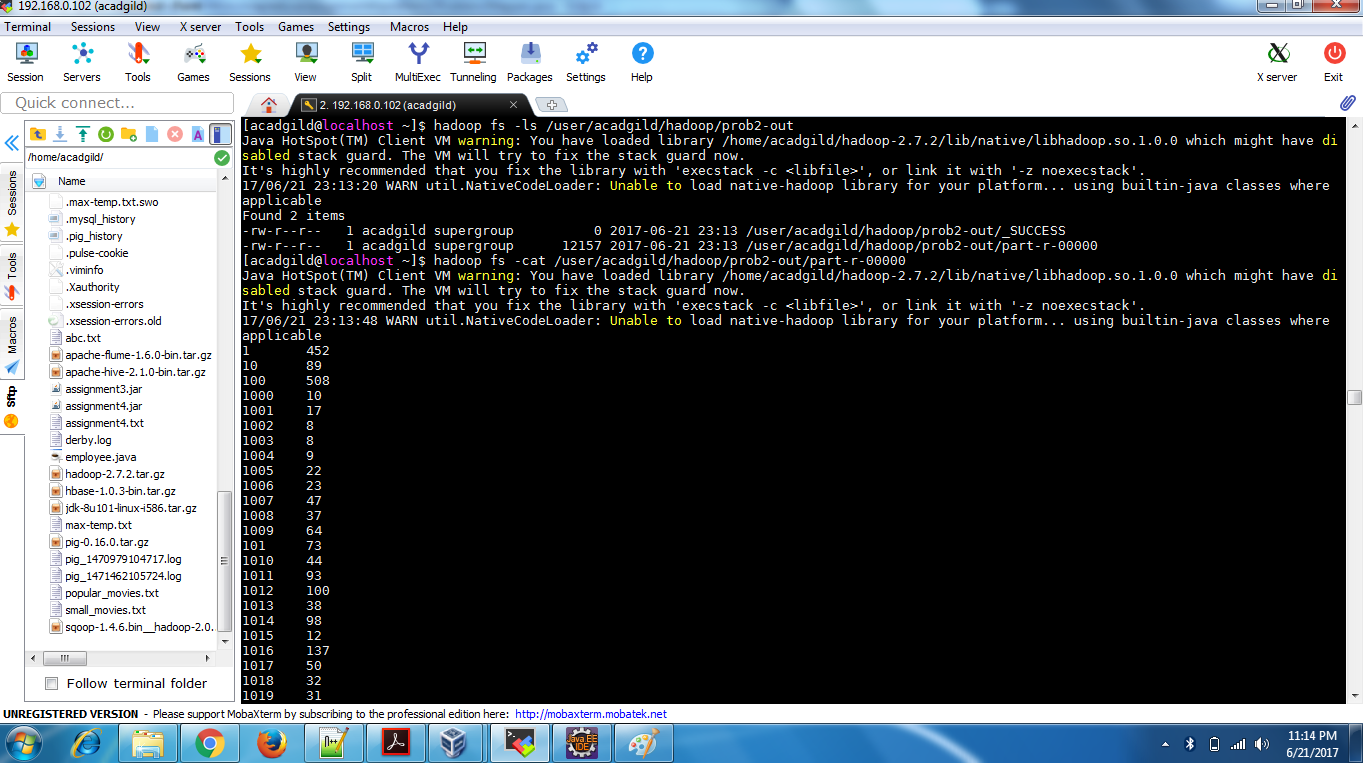 192.168.0.102 (acadgild)
Terminal Sessions View X server Tools Games Settings Macros Help
Session Servers Tools Games Sessions View Split MultiExec Tunneling Packages Settings Help X server Exit
Quick connect...
2. 192.168.0.102 (acadgild)
/home/acadgild/
Name
.max-temp.txt.swo
.mysql_history
.pig_history
.pulse-cookie
.viminfo
.Xauthority
.xsession-errors
.xsession-errors.old
abc.txt
apache-flume-1.6.0-bin.tar.gz
apache-hive-2.1.0-bin.tar.gz
assignment3.jar
assignment4.jar
assignment4.txt
derby.log
employee.java
hadoop-2.7.2.tar.gz
hbase-1.0.3-bin.tar.gz
jdk-8u101-linux-i586.tar.gz
max-temp.txt
pig-0.16.0.tar.gz
pig_1470979104717.log
pig_1471462105724.log
popular_movies.txt
small_movies.txt
sqoop-1.4.6.bin__hadoop-2.0.
Follow terminal folder
Sessions
Tools
Macros
Sftp
[acadgild@localhost ~]$ hadoop fs -ls /user/acadgild/hadoop/prob2-out
Java HotSpot(TM) Client VM warning: You have loaded library /home/acadgild/hadoop-2.7.2/lib/native/libhadoop.so.1.0.0 which might have di
sabled stack guard. The VM will try to fix the stack guard now.
It's highly recommended that you fix the library with 'execstack -c <libfile>', or link it with '-z noexecstack'.
17/06/21 23:13:20 WARN util.NativeCodeLoader: Unable to load native-hadoop library for your platform... using builtin-java classes where
applicable
Found 2 items
-rw-r--r-- 1 acadgild supergroup 0 2017-06-21 23:13 /user/acadgild/hadoop/prob2-out/_SUCCESS
-rw-r--r-- 1 acadgild supergroup 12157 2017-06-21 23:13 /user/acadgild/hadoop/prob2-out/part-r-00000
[acadgild@localhost ~]$ hadoop fs -cat /user/acadgild/hadoop/prob2-out/part-r-00000
Java HotSpot(TM) Client VM warning: You have loaded library /home/acadgild/hadoop-2.7.2/lib/native/libhadoop.so.1.0.0 which might have di
sabled stack guard. The VM will try to fix the stack guard now.
It's highly recommended that you fix the library with 'execstack -c <libfile>', or link it with '-z noexecstack'.
17/06/21 23:13:48 WARN util.NativeCodeLoader: Unable to load native-hadoop library for your platform... using builtin-java classes where
applicable
1 452
10 89
100 508
1000 10
1001 17
1002 8
1003 8
1004 9
1005 22
1006 23
1007 47
1008 37
1009 64
101 73
1010 44
1011 93
1012 100
1013 38
1014 98
1015 12
1016 137
1017 50
1018 32
1019 31
UNREGISTERED VERSION - Please support MobaXterm by subscribing to the professional edition here: http://mobaxterm.mobatek.net
Java EE
IDE
11:14 PM
6/21/2017